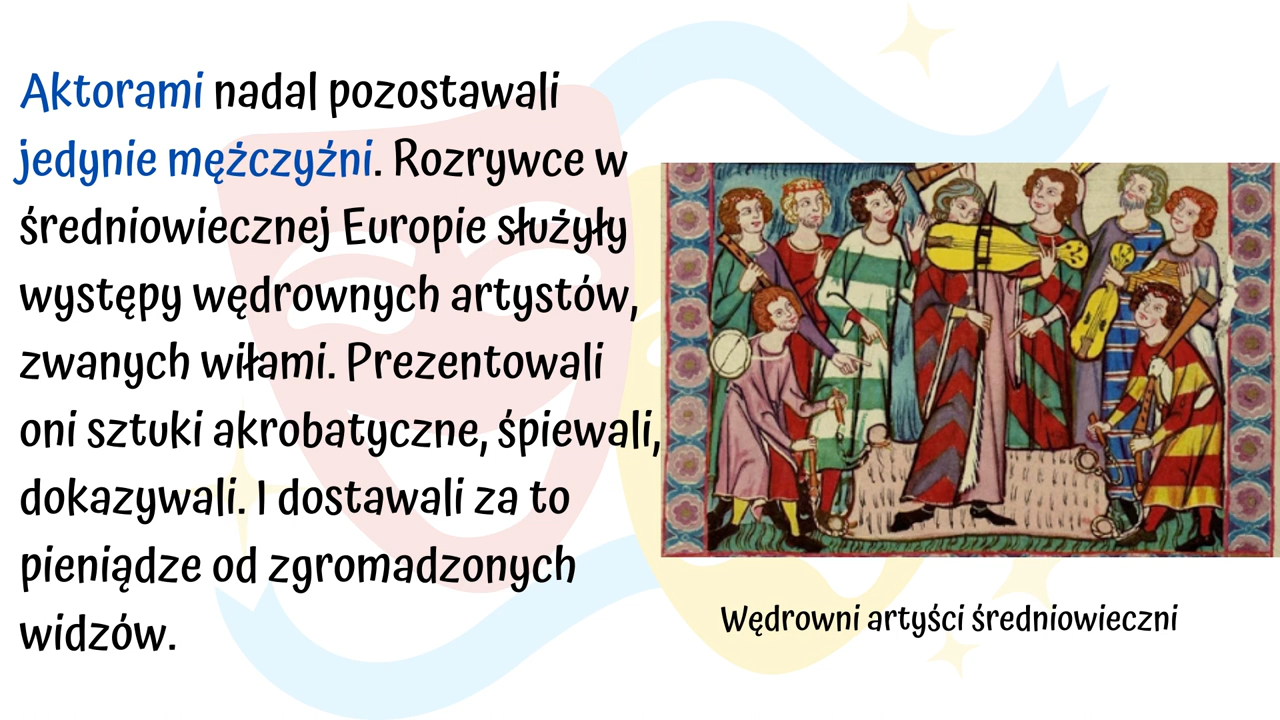 Aktorami nadal pozostawali
jedynie mężczyźni. Rozrywce w
średniowiecznej Europie służyły
występy wędrownych artystów,
zwanych wiłami. Prezentowali
oni sztuki akrobatyczne, śpiewali,
dokazywali. I dostawali za to
pieniądze od zgromadzonych
widzów.
Wędrowni artyści średniowieczni